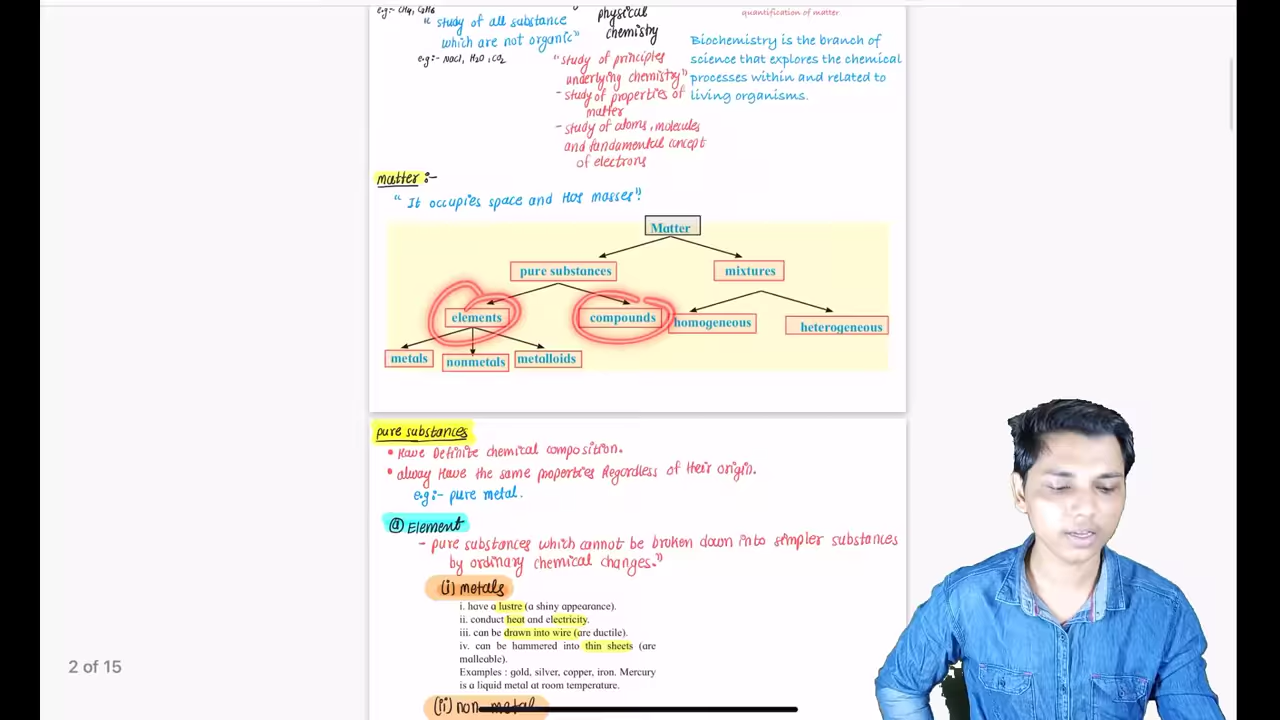 e.g:- CH4, C2H6
"study of all substance
which are not organic"
e.g:- NaCl, H2O, CO2
physical
chemistry
"study of principles
underlying chemistry"
- study of properties of
matter
- study of atoms, molecules
and fundamental concept
of electrons
quantification of matter.
Biochemistry is the branch of
science that explores the chemical
processes within and related to
living organisms.
matter:-
"It occupies space and Has masses"
Matter
pure substances
mixtures
elements
compounds
homogeneous
heterogeneous
metals
nonmetals
metalloids
pure substances
• Have Definite chemical composition.
• alway Have the same properties Regardless of their origin.
e.g:- pure metal.
@ Element
- pure substances which cannot be broken down into simpler substances
by ordinary chemical changes."
(i) metals
i. have a lustre (a shiny appearance).
ii. conduct heat and electricity.
iii. can be drawn into wire (are ductile).
iv. can be hammered into thin sheets (are
malleable).
Examples : gold, silver, copper, iron. Mercury
is a liquid metal at room temperature.
(ii) non-metal
2 of 15